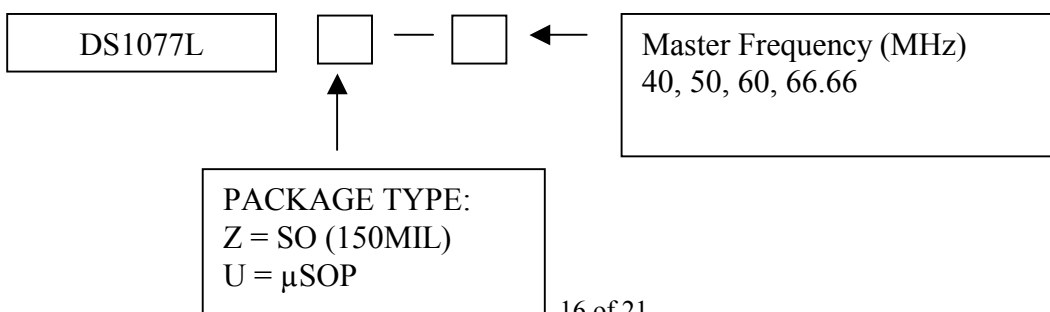 DS1077L
Master Frequency (MHz)
40, 50, 60, 66.66
PACKAGE TYPE:
Z = SO (150MIL)
U = µSOP
16 of 21